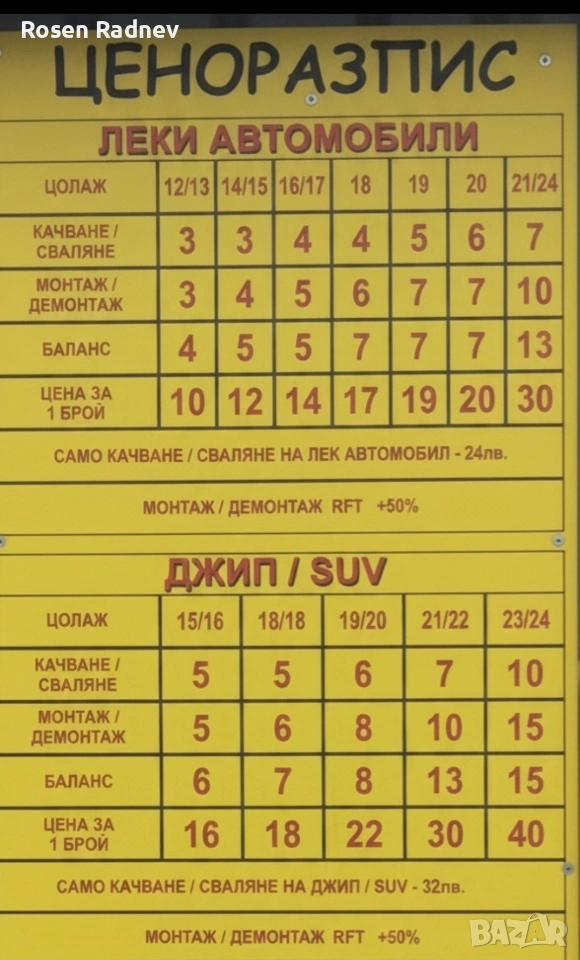 Rosen Radnev
ЦЕНОРАЗПИС
ЛЕКИ АВТОМОБИЛИ
ЦОЛАЖ 12/13 14/15 16/17 18 19 20 21/24
КАЧВАНЕ /
СВАЛЯНЕ 3 3 4 4 5 6 7
МОНТАЖ /
ДЕМОНТАЖ 3 4 5 6 7 7 10
БАЛАНС 4 5 5 7 7 7 13
ЦЕНА ЗА
1 БРОЙ 10 12 14 17 19 20 30
САМО КАЧВАНЕ / СВАЛЯНЕ НА ЛЕК АВТОМОБИЛ - 24лв.
МОНТАЖ / ДЕМОНТАЖ RFT +50%
ДЖИП / SUV
ЦОЛАЖ 15/16 18/18 19/20 21/22 23/24
КАЧВАНЕ /
СВАЛЯНЕ 5 5 6 7 10
МОНТАЖ /
ДЕМОНТАЖ 5 6 8 10 15
БАЛАНС 6 7 8 13 15
ЦЕНА ЗА
1 БРОЙ 16 18 22 30 40
САМО КАЧВАНЕ / СВАЛЯНЕ НА ДЖИП / SUV - 32лв.
МОНТАЖ / ДЕМОНТАЖ RFT +50%
BAZAR